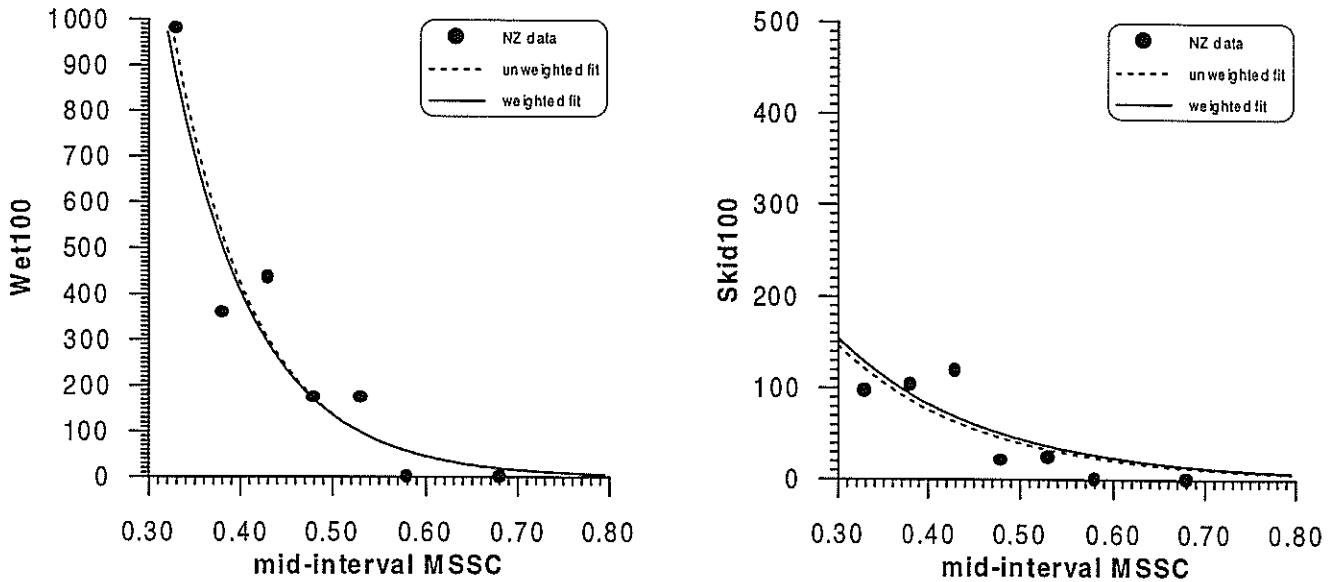 1000
900
800
700
600
500
400
300
200
100
0
Wet100
NZ data
unweighted fit
weighted fit
0.30 0.40 0.50 0.60 0.70 0.80
mid-interval MSSC
500
400
300
200
100
0
Skid100
NZ data
unweighted fit
weighted fit
0.30 0.40 0.50 0.60 0.70 0.80
mid-interval MSSC